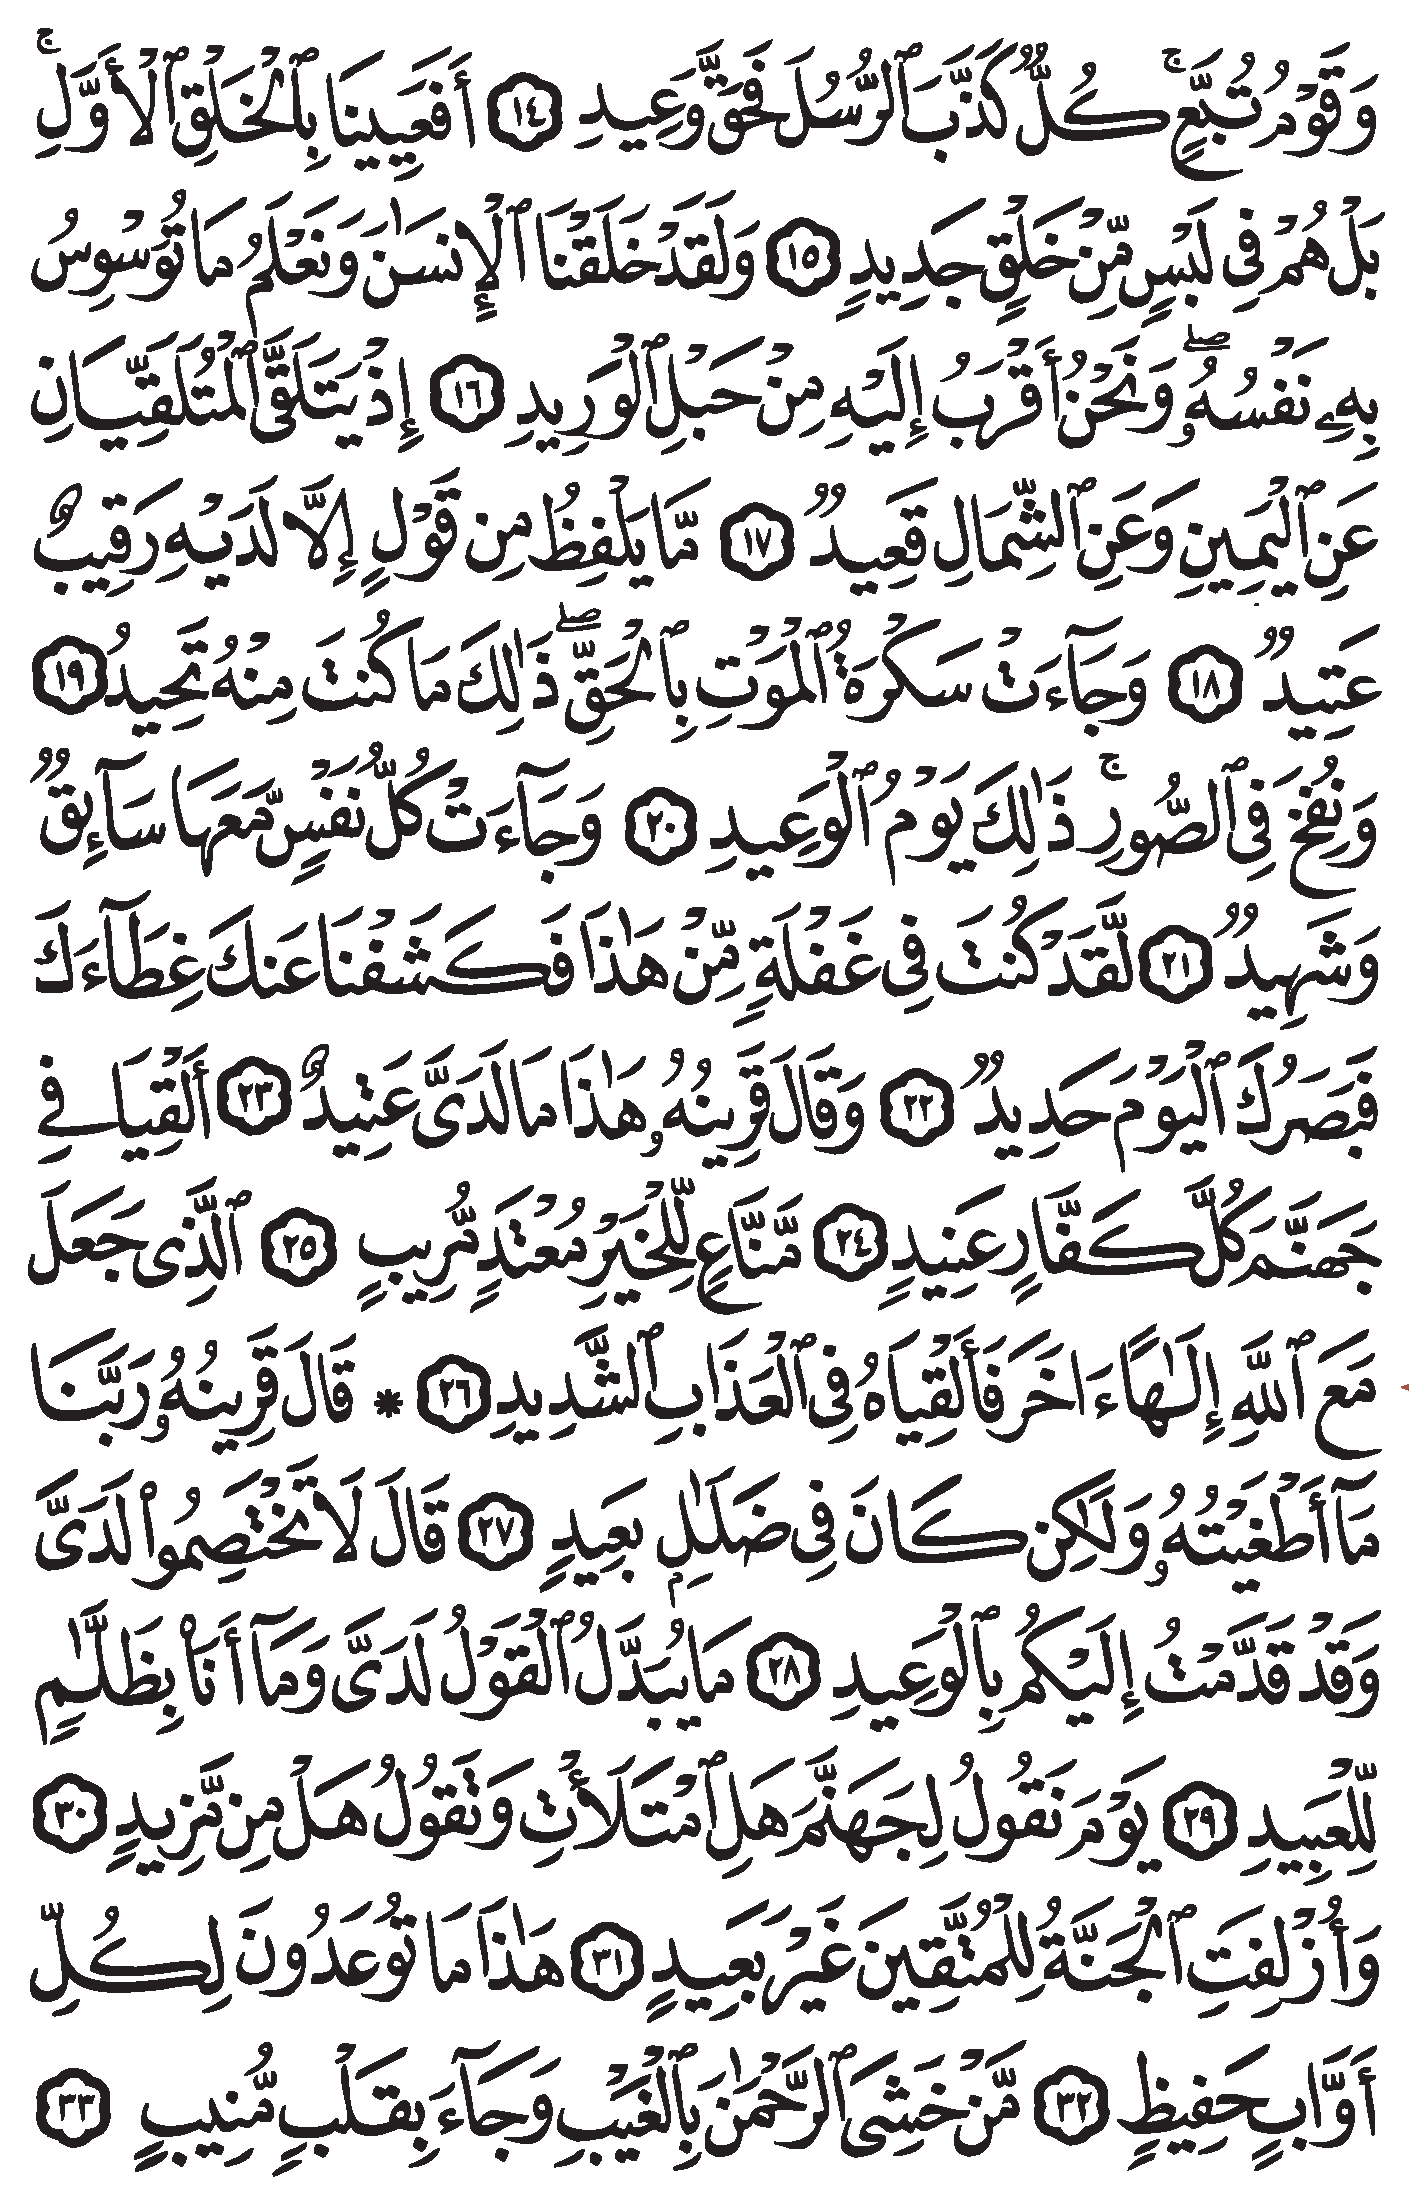 وَقَوْمُ تُبَّعٍۚ كُلٌّ كَذَّبَ ٱلرُّسُلَ فَحَقَّ وَعِيدِ ١٤ أَفَعَيِينَا بِٱلْخَلْقِ ٱلْأَوَّلِۚ
بَلْ هُمْ فِى لَبْسٍ مِّنْ خَلْقٍ جَدِيدٍ ١٥ وَلَقَدْ خَلَقْنَا ٱلْإِنسَٰنَ وَنَعْلَمُ مَا تُوَسْوِسُ
بِهِۦ نَفْسُهُۥۖ وَنَحْنُ أَقْرَبُ إِلَيْهِ مِنْ حَبْلِ ٱلْوَرِيدِ ١٦ إِذْ يَتَلَقَّى ٱلْمُتَلَقِّيَانِ
عَنِ ٱلْيَمِينِ وَعَنِ ٱلشِّمَالِ قَعِيدٌ ١٧ مَّا يَلْفِظُ مِن قَوْلٍ إِلَّا لَدَيْهِ رَقِيبٌ
عَتِيدٌ ١٨ وَجَآءَتْ سَكْرَةُ ٱلْمَوْتِ بِٱلْحَقِّۖ ذَٰلِكَ مَا كُنتَ مِنْهُ تَحِيدُ ١٩
وَنُفِخَ فِى ٱلصُّورِۚ ذَٰلِكَ يَوْمُ ٱلْوَعِيدِ ٢٠ وَجَآءَتْ كُلُّ نَفْسٍ مَّعَهَا سَآئِقٌ
وَشَهِيدٌ ٢١ لَّقَدْ كُنتَ فِى غَفْلَةٍ مِّنْ هَٰذَا فَكَشَفْنَا عَنكَ غِطَآءَكَ
فَبَصَرُكَ ٱلْيَوْمَ حَدِيدٌ ٢٢ وَقَالَ قَرِينُهُۥ هَٰذَا مَا لَدَىَّ عَتِيدٌ ٢٣ أَلْقِيَا فِى
جَهَنَّمَ كُلَّ كَفَّارٍ عَنِيدٍ ٢٤ مَّنَّاعٍ لِّلْخَيْرِ مُعْتَدٍ مُّرِيبٍ ٢٥ ٱلَّذِى جَعَلَ
مَعَ ٱللَّهِ إِلَٰهًا ءَاخَرَ فَأَلْقِيَاهُ فِى ٱلْعَذَابِ ٱلشَّدِيدِ ٢٦ * قَالَ قَرِينُهُۥ رَبَّنَا
مَآ أَطْغَيْتُهُۥ وَلَٰكِن كَانَ فِى ضَلَٰلٍۭ بَعِيدٍ ٢٧ قَالَ لَا تَخْتَصِمُوا۟ لَدَىَّ
وَقَدْ قَدَّمْتُ إِلَيْكُم بِٱلْوَعِيدِ ٢٨ مَا يُبَدَّلُ ٱلْقَوْلُ لَدَىَّ وَمَآ أَنَا۠ بِظَلَّٰمٍ
لِّلْعَبِيدِ ٢٩ يَوْمَ نَقُولُ لِجَهَنَّمَ هَلِ ٱمْتَلَأْتِ وَتَقُولُ هَلْ مِن مَّزِيدٍ ٣٠
وَأُزْلِفَتِ ٱلْجَنَّةُ لِلْمُتَّقِينَ غَيْرَ بَعِيدٍ ٣١ هَٰذَا مَا تُوعَدُونَ لِكُلِّ
أَوَّابٍ حَفِيظٍ ٣٢ مَّنْ خَشِىَ ٱلرَّحْمَٰنَ بِٱلْغَيْبِ وَجَآءَ بِقَلْبٍ مُّنِيبٍ ٣٣